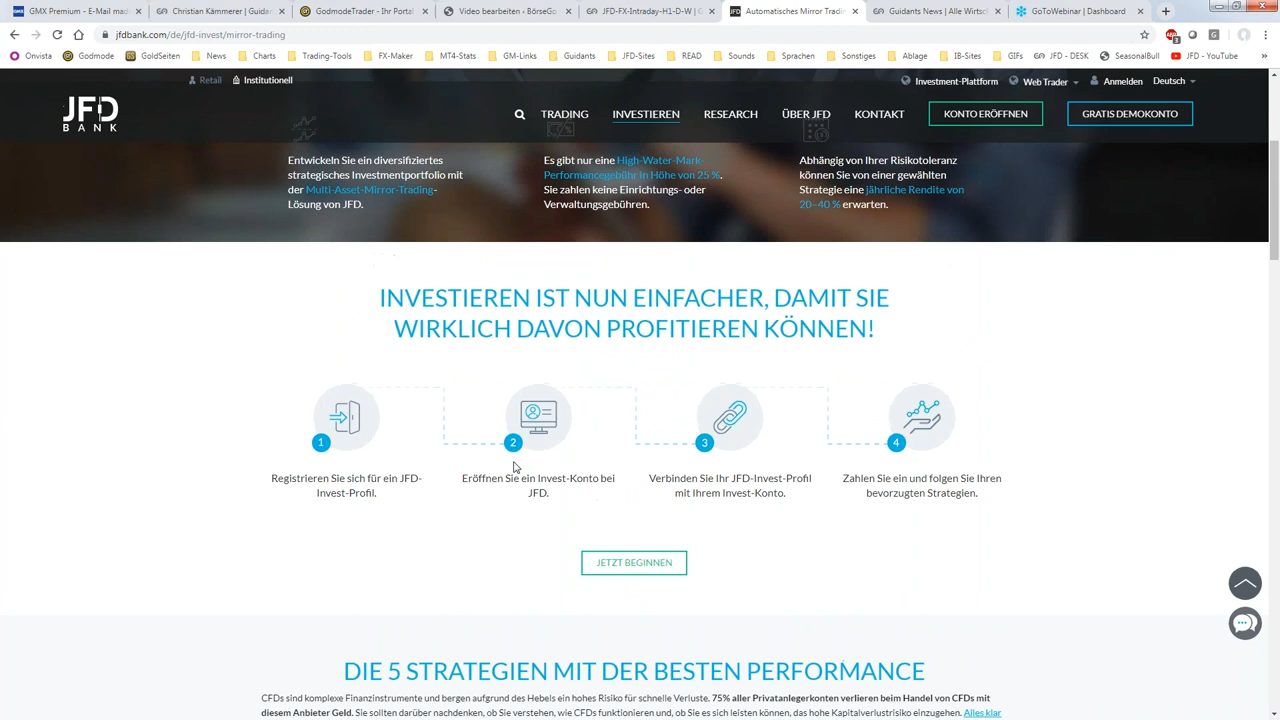 GMX Premium - E-Mail mad
Christian Kämmerer | Guidan
GodmodeTrader - Ihr Portal
Video bearbeiten - BörseGo
JFD-FX-Intraday-H1-D-W | G
Automatisches Mirror Trading
Guidants News | Alle Wirtsch
GoToWebinar | Dashboard
jfdbank.com/de/jfd-invest/mirror-trading
Onvista
Godmode
GoldSeiten
News
Charts
Trading-Tools
FX-Maker
MT4-Stats
GM-Links
Guidants
JFD-Sites
READ
Sounds
Sprachen
Sonstiges
Ablage
IB-Sites
GIFs
JFD - DESK
SeasonalBull
JFD - YouTube
Retail
Institutionell
Investment-Plattform
Web Trader
Anmelden
Deutsch
JFD
BANK
TRADING
INVESTIEREN
RESEARCH
ÜBER JFD
KONTAKT
KONTO ERÖFFNEN
GRATIS DEMOKONTO
Entwickeln Sie ein diversifiziertes
strategisches Investmentportfolio mit
der Multi-Asset-Mirror-Trading-
Lösung von JFD.
Es gibt nur eine High-Water-Mark-
Performancegebühr in Höhe von 25 %.
Sie zahlen keine Einrichtungs- oder
Verwaltungsgebühren.
Abhängig von Ihrer Risikotoleranz
können Sie von einer gewählten
Strategie eine jährliche Rendite von
20–40 % erwarten.
INVESTIEREN IST NUN EINFACHER, DAMIT SIE
WIRKLICH DAVON PROFITIEREN KÖNNEN!
1
2
3
4
Registrieren Sie sich für ein JFD-
Invest-Profil.
Eröffnen Sie ein Invest-Konto bei
JFD.
Verbinden Sie Ihr JFD-Invest-Profil
mit Ihrem Invest-Konto.
Zahlen Sie ein und folgen Sie Ihren
bevorzugten Strategien.
JETZT BEGINNEN
DIE 5 STRATEGIEN MIT DER BESTEN PERFORMANCE
CFDs sind komplexe Finanzinstrumente und bergen aufgrund des Hebels ein hohes Risiko für schnelle Verluste. 75% aller Privatanlegerkonten verlieren beim Handel von CFDs mit
diesem Anbieter Geld. Sie sollten darüber nachdenken, ob Sie verstehen, wie CFDs funktionieren und, ob Sie es sich leisten können, das hohe Kapitalverlustrisiko einzugehen. Alles klar